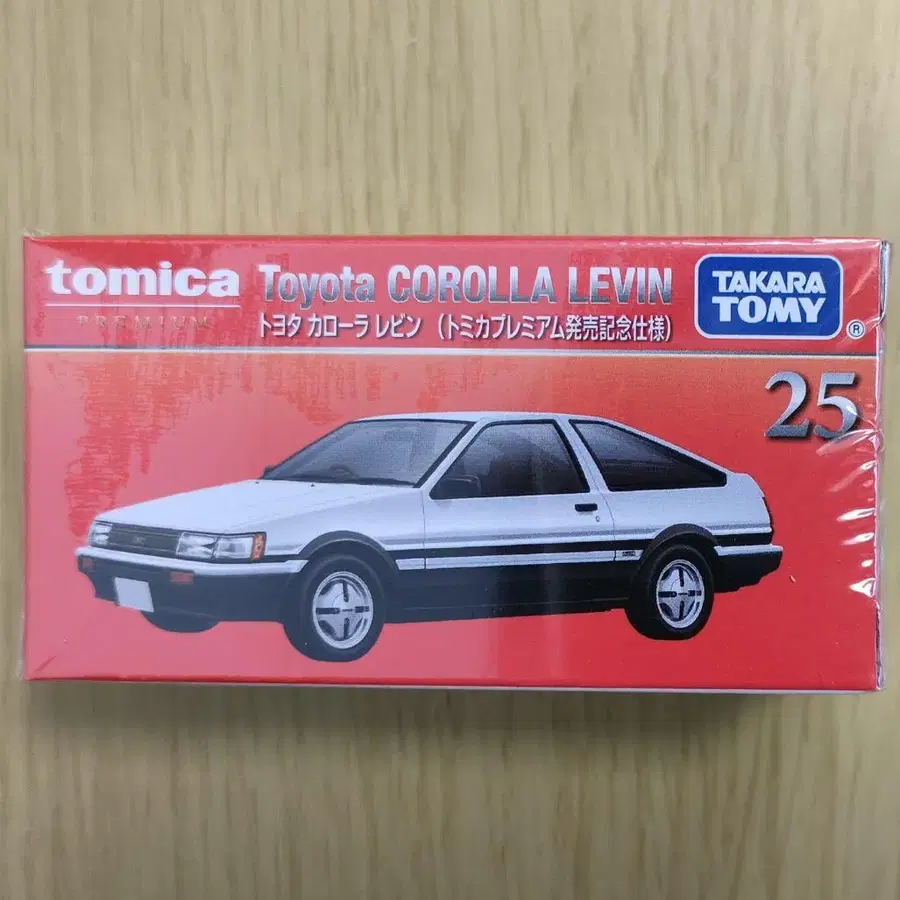 tomica
PREMIUM
Toyota COROLLA LEVIN
トヨタ カローラ レビン (トミカプレミアム発売記念仕様)
TAKARA
TOMY
®
25